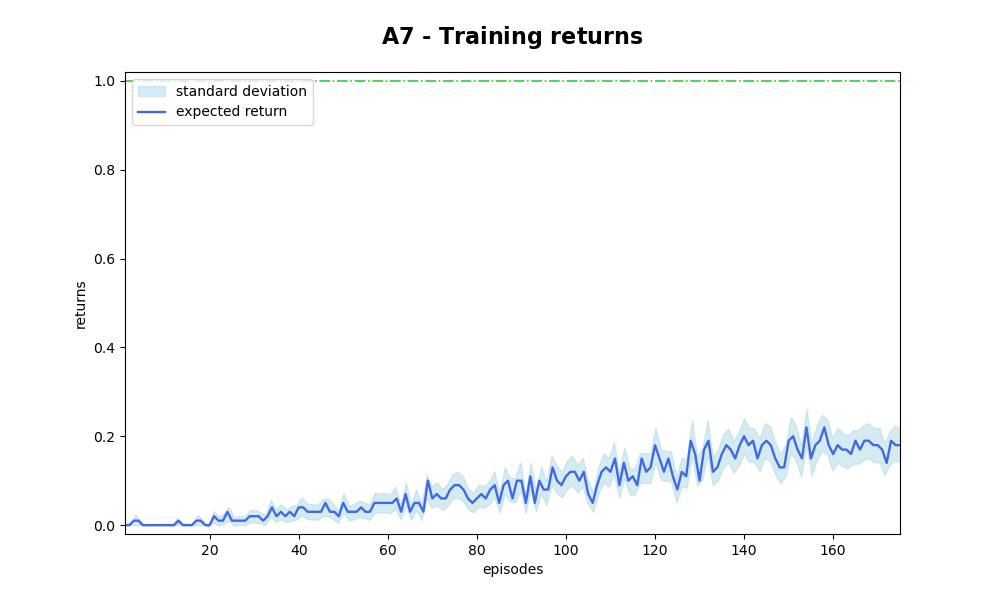 A7 - Training returns
1.0
standard deviation
expected return
0.8
0.6
returns
0.4
0.2
0.0
20 40 60 80 100 120 140 160
episodes